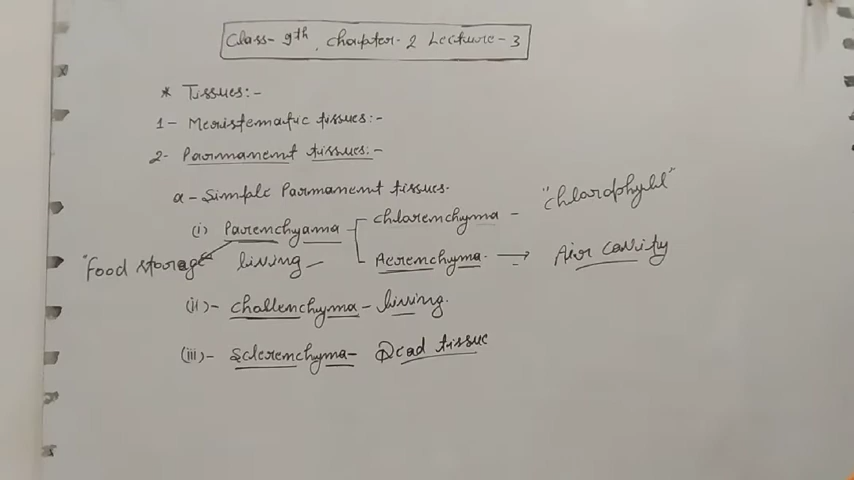 Class- 9th, Chapter- 2 Lecture- 3
* Tissues:-
1- Meristematic tissues:-
2- Parmanent tissues:-
a - Simple Parmanent tissues.
(i) Parenchyama - chlorenchyma - "chlorophyll"
"food storage" living - Aerenchyma. → Air cavity
(ii)- chollenchyma - living.
(iii)- Sclerenchyma - Dead tissue